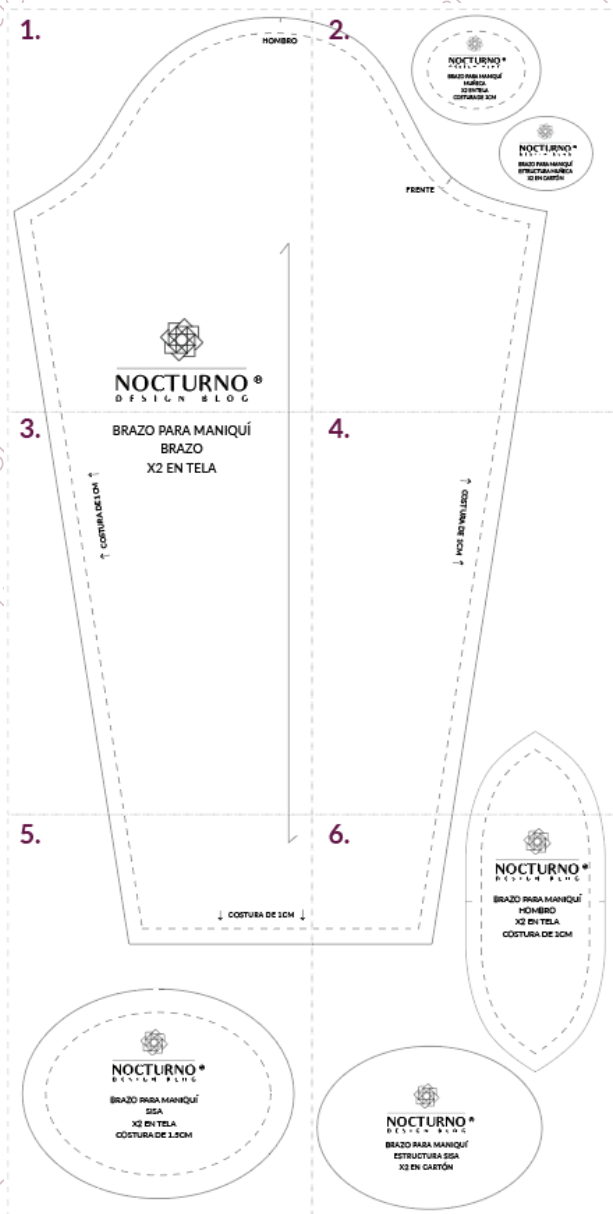 1.
HOMBRO
2.
NOCTURNO®
DESIGN BLOG
BRAZO PARA MANIQUÍ
MUÑECA
X2 EN TELA
COSTURA DE 1CM
NOCTURNO®
DESIGN BLOG
BRAZO PARA MANIQUÍ
ESTRUCTURA MUÑECA
X2 EN CARTÓN
FRENTE
NOCTURNO®
DESIGN BLOG
3.
BRAZO PARA MANIQUÍ
BRAZO
X2 EN TELA
COSTURA DE 1CM
4.
COSTURA DE 1CM
5.
COSTURA DE 1CM
6.
NOCTURNO®
DESIGN BLOG
BRAZO PARA MANIQUÍ
HOMBRO
X2 EN TELA
COSTURA DE 1CM
NOCTURNO®
DESIGN BLOG
BRAZO PARA MANIQUÍ
SISA
X2 EN TELA
COSTURA DE 1.5CM
NOCTURNO®
DESIGN BLOG
BRAZO PARA MANIQUÍ
ESTRUCTURA SISA
X2 EN CARTÓN